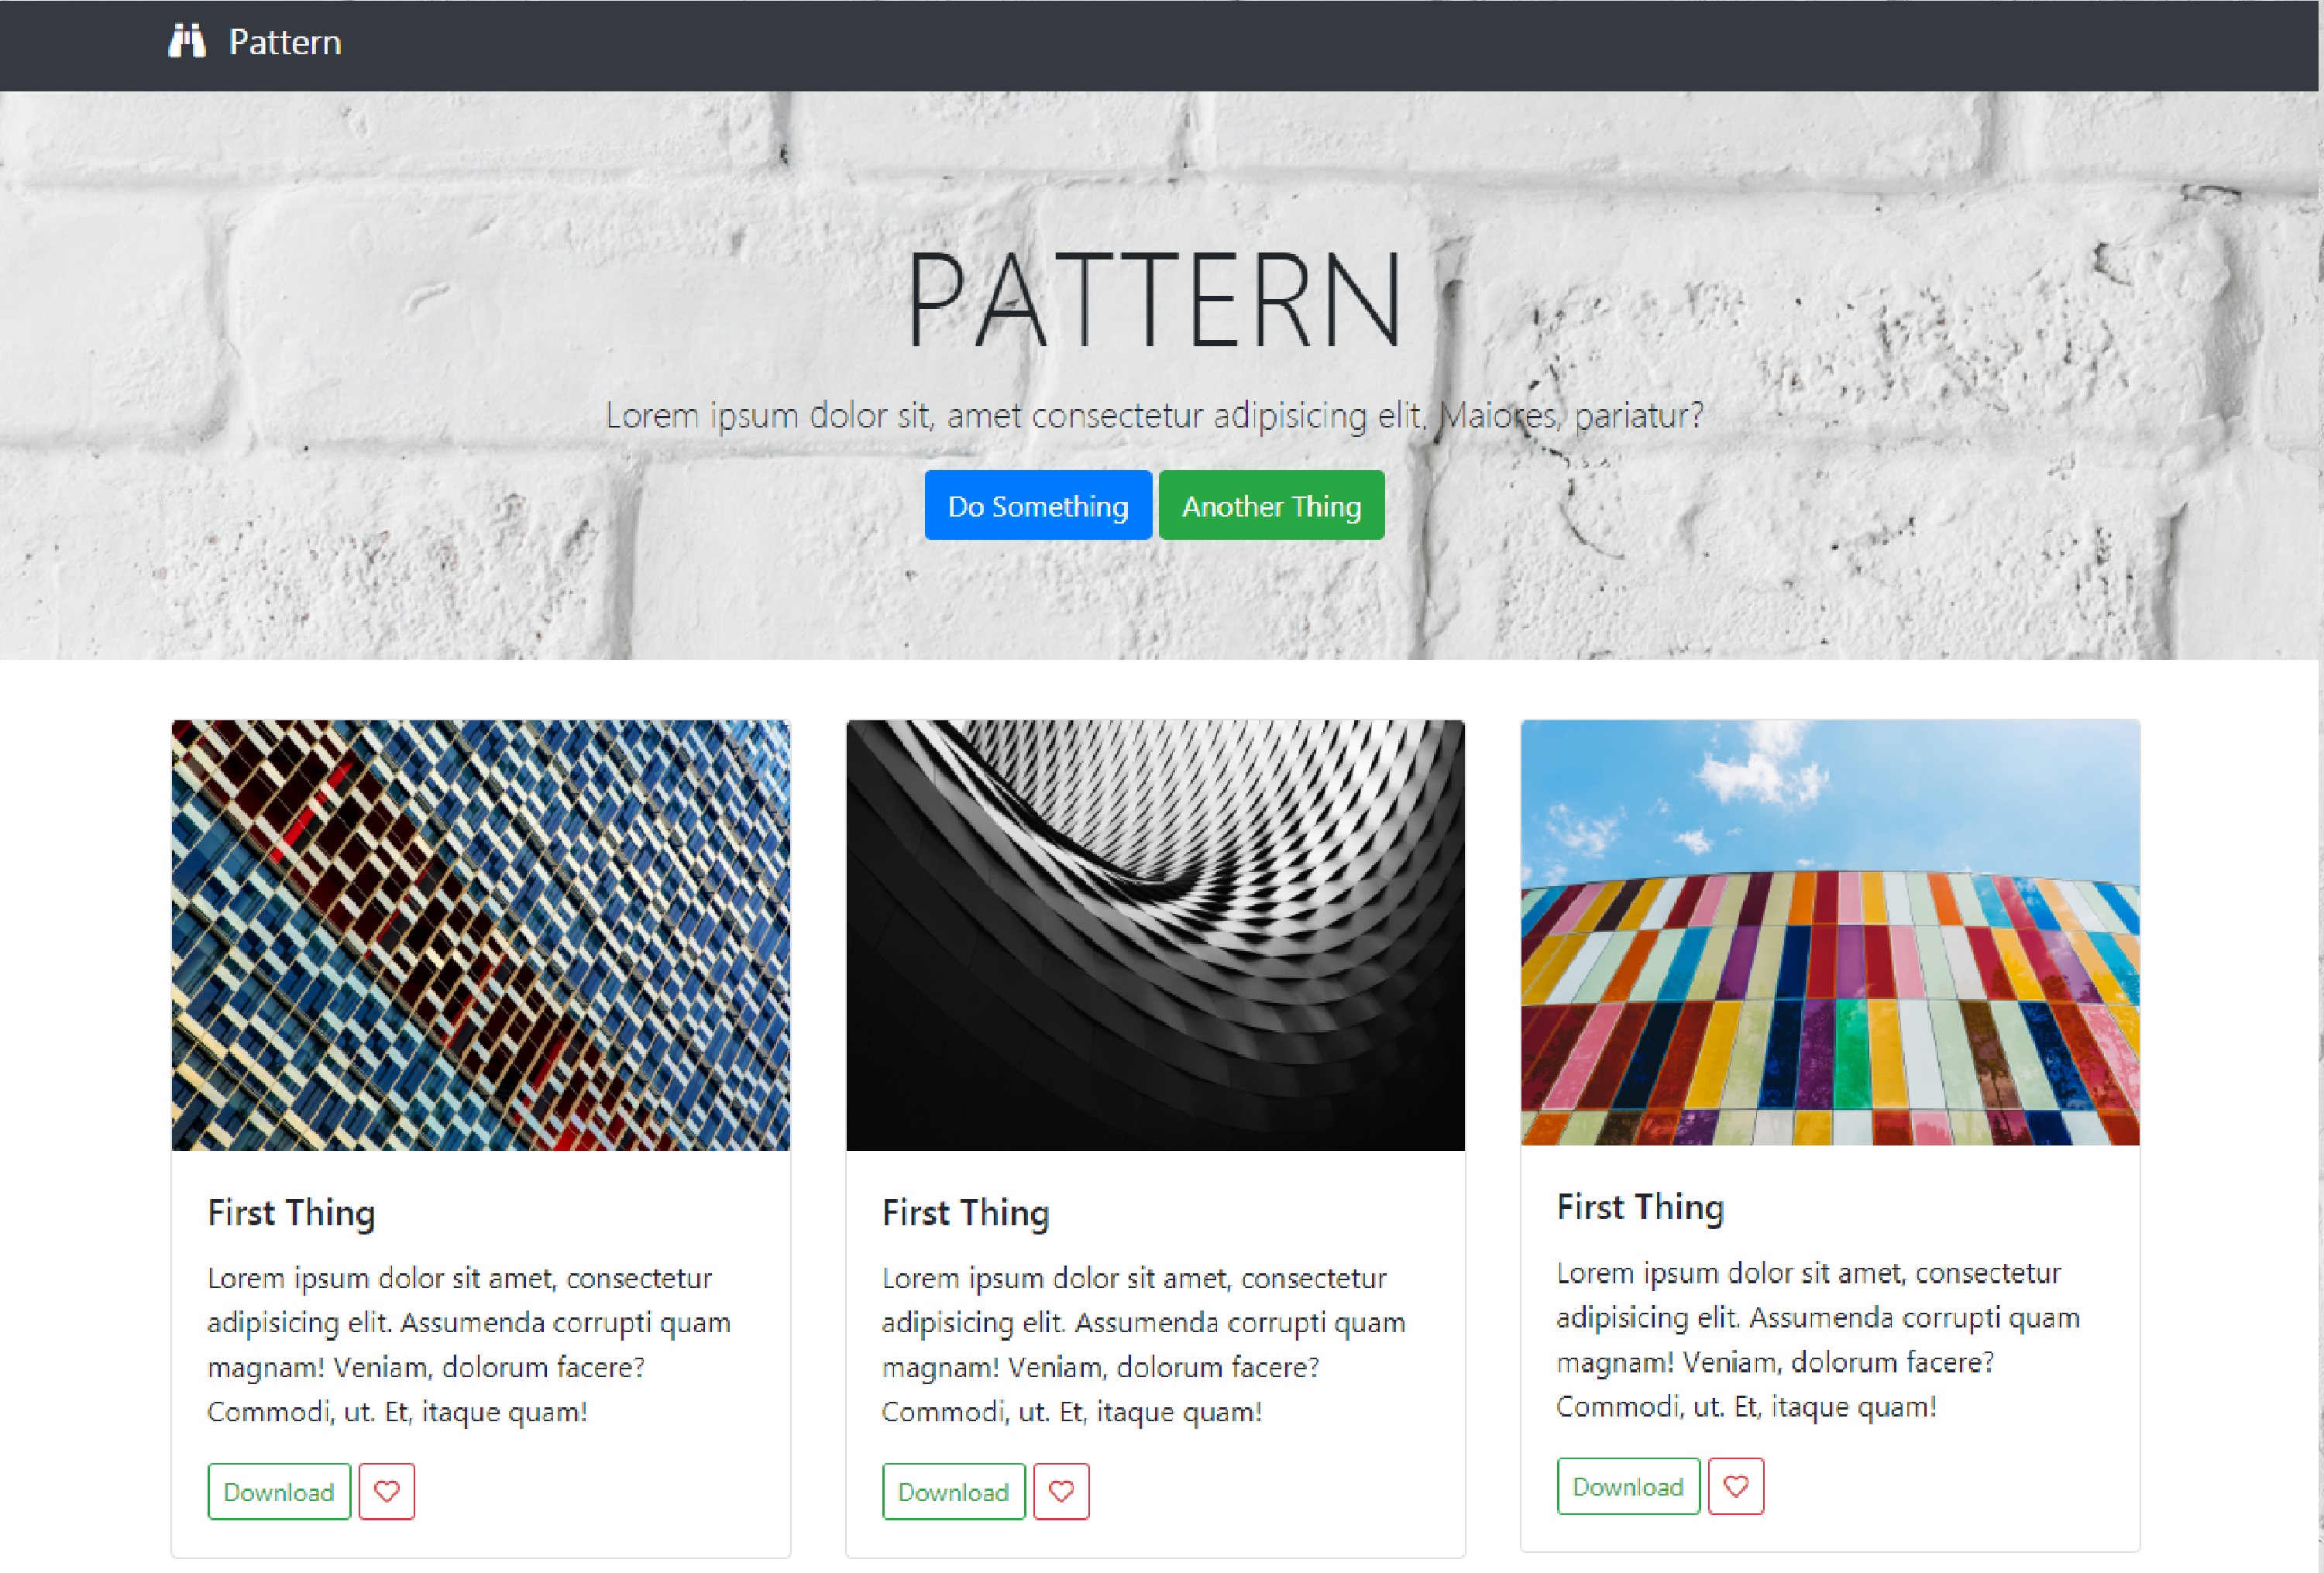 Pattern
PATTERN
Lorem ipsum dolor sit, amet consectetur adipisicing elit. Maiores, pariatur?
Do Something
Another Thing
First Thing
Lorem ipsum dolor sit amet, consectetur
adipisicing elit. Assumenda corrupti quam
magnam! Veniam, dolorum facere?
Commodi, ut. Et, itaque quam!
Download
First Thing
Lorem ipsum dolor sit amet, consectetur
adipisicing elit. Assumenda corrupti quam
magnam! Veniam, dolorum facere?
Commodi, ut. Et, itaque quam!
Download
First Thing
Lorem ipsum dolor sit amet, consectetur
adipisicing elit. Assumenda corrupti quam
magnam! Veniam, dolorum facere?
Commodi, ut. Et, itaque quam!
Download